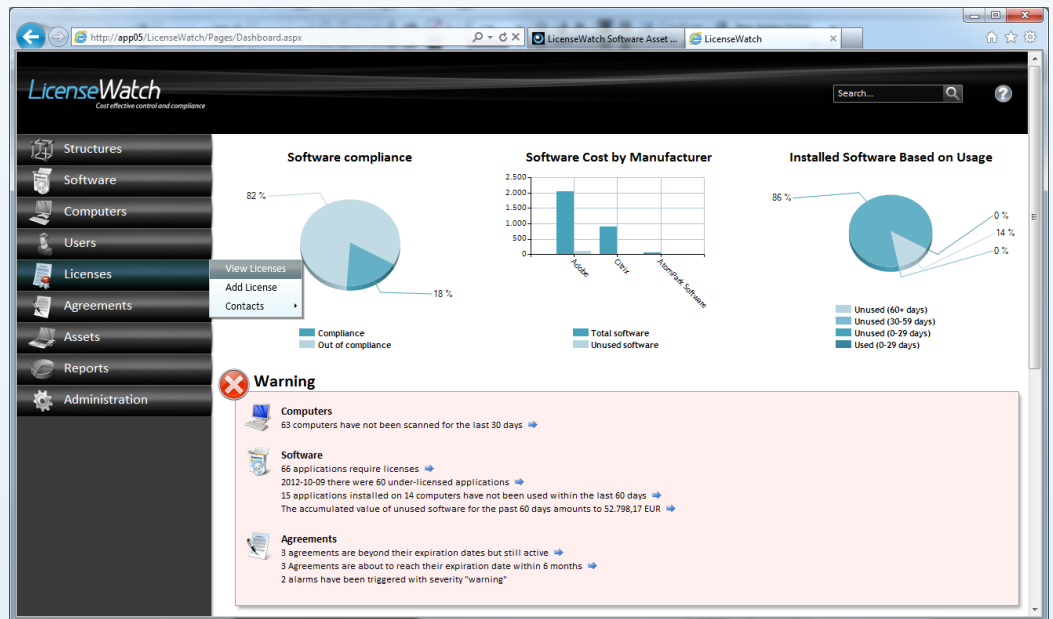 http://app05/LicenseWatch/Pages/Dashboard.aspx
LicenseWatch Software Asset ...
LicenseWatch
LicenseWatch
Cost effective control and compliance
Search...
Structures
Software
Computers
Users
Licenses
Agreements
Assets
Reports
Administration
View Licenses
Add License
Contacts
Software compliance
82 %
18 %
Compliance
Out of compliance
Software Cost by Manufacturer
2.500
2.000
1.500
1.000
500
0
Adobe
Citrix
AtomPark Software
Total software
Unused software
Installed Software Based on Usage
86 %
0 %
14 %
0 %
Unused (60+ days)
Unused (30-59 days)
Unused (0-29 days)
Used (0-29 days)
Warning
Computers
63 computers have not been scanned for the last 30 days
Software
66 applications require licenses
2012-10-09 there were 60 under-licensed applications
15 applications installed on 14 computers have not been used within the last 60 days
The accumulated value of unused software for the past 60 days amounts to 52.798,17 EUR
Agreements
3 agreements are beyond their expiration dates but still active
3 Agreements are about to reach their expiration date within 6 months
2 alarms have been triggered with severity "warning"